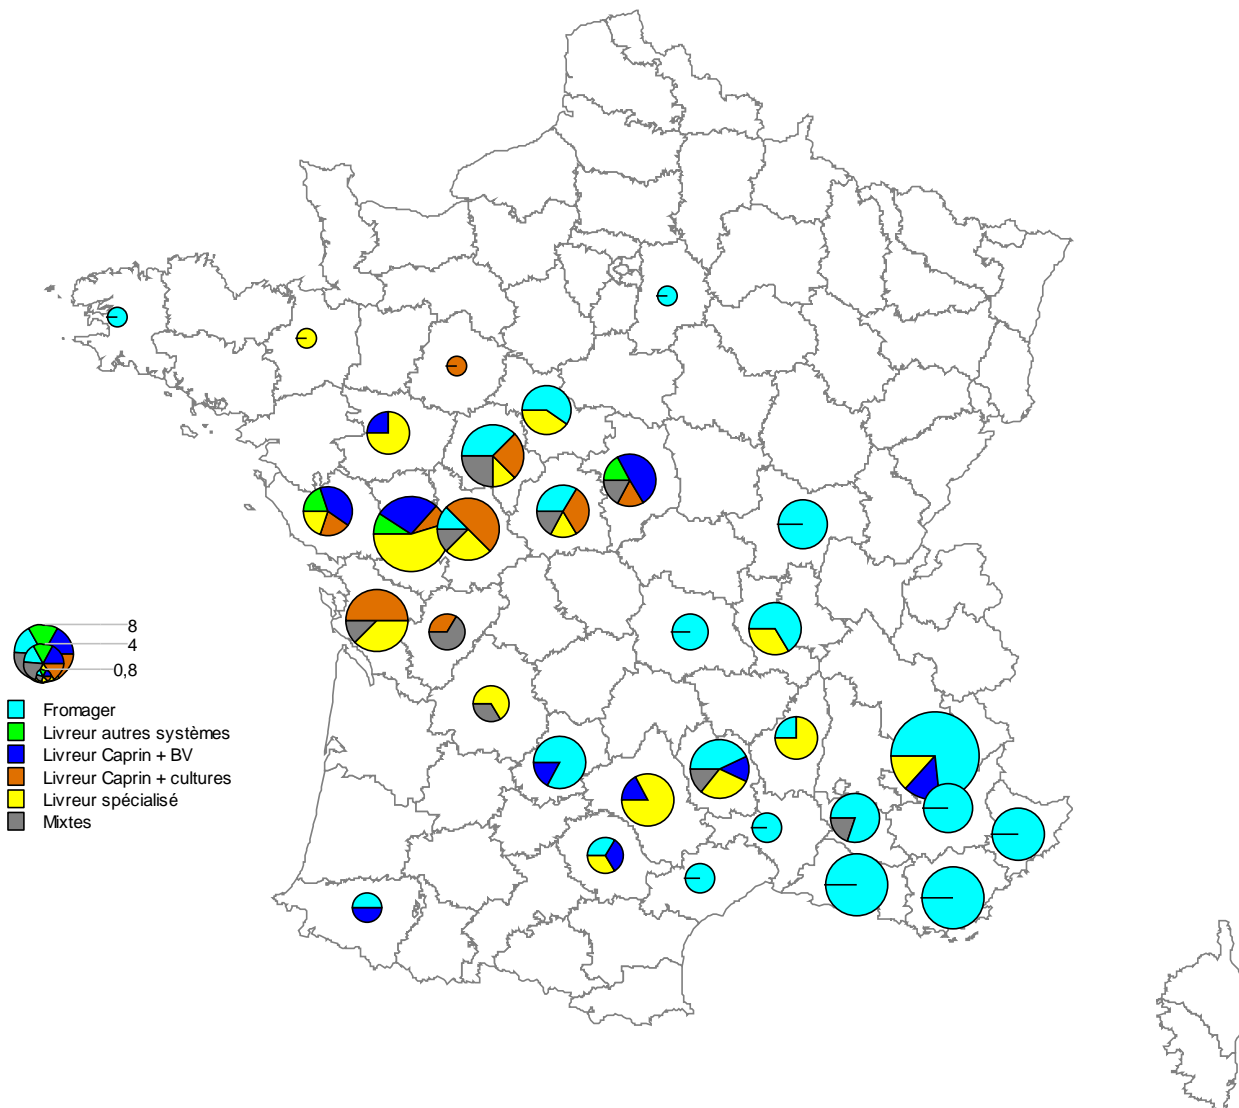 8
4
0,8
Fromager
Livreur autres systèmes
Livreur Caprin + BV
Livreur Caprin + cultures
Livreur spécialisé
Mixtes